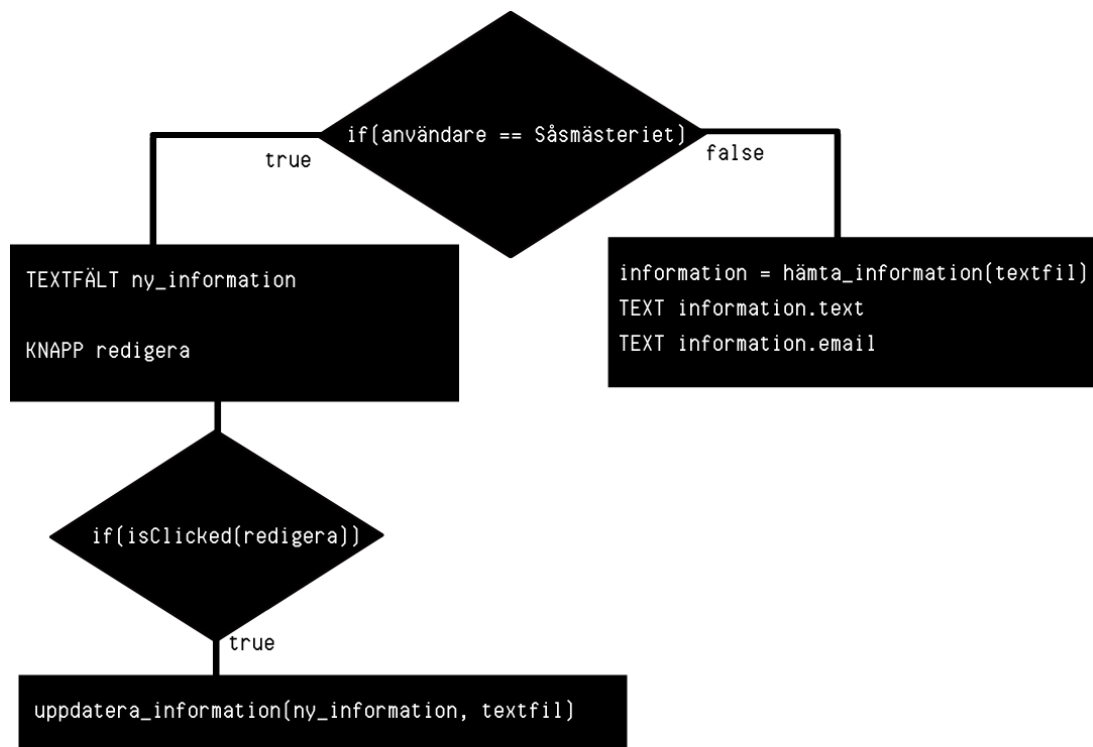 if(användare == Såsmästeriet)
true
false
TEXTFÄLT ny_information
KNAPP redigera
information = hämta_information(textfil)
TEXT information.text
TEXT information.email
if(isClicked(redigera))
true
uppdatera_information(ny_information, textfil)